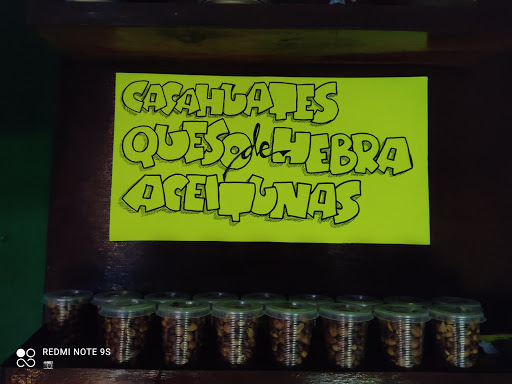 CACAHUATES
QUESO de HEBRA
ACEITUNAS
REDMI NOTE 9S